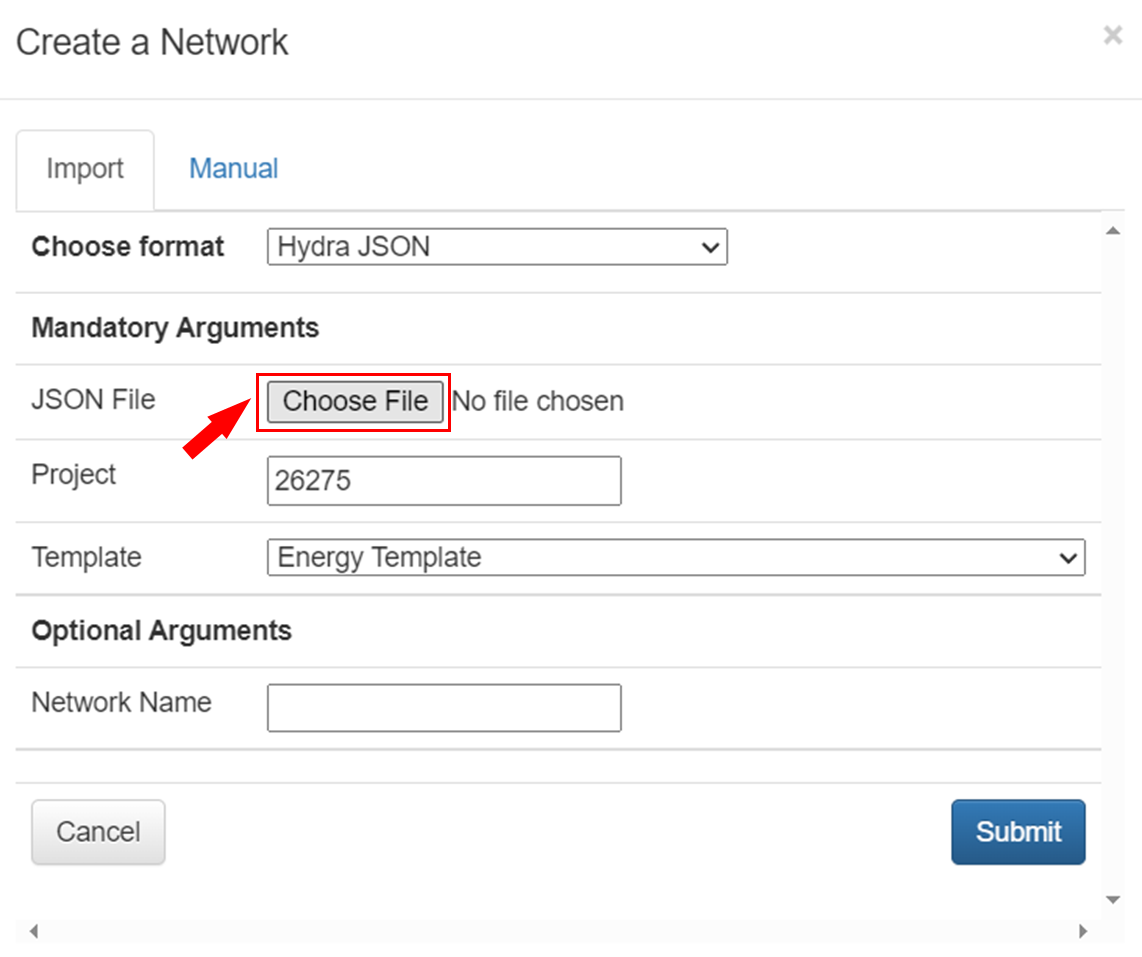 Create a Network ×
Import Manual
Choose format Hydra JSON
Mandatory Arguments
JSON File Choose File No file chosen
Project 26275
Template Energy Template
Optional Arguments
Network Name
Cancel Submit